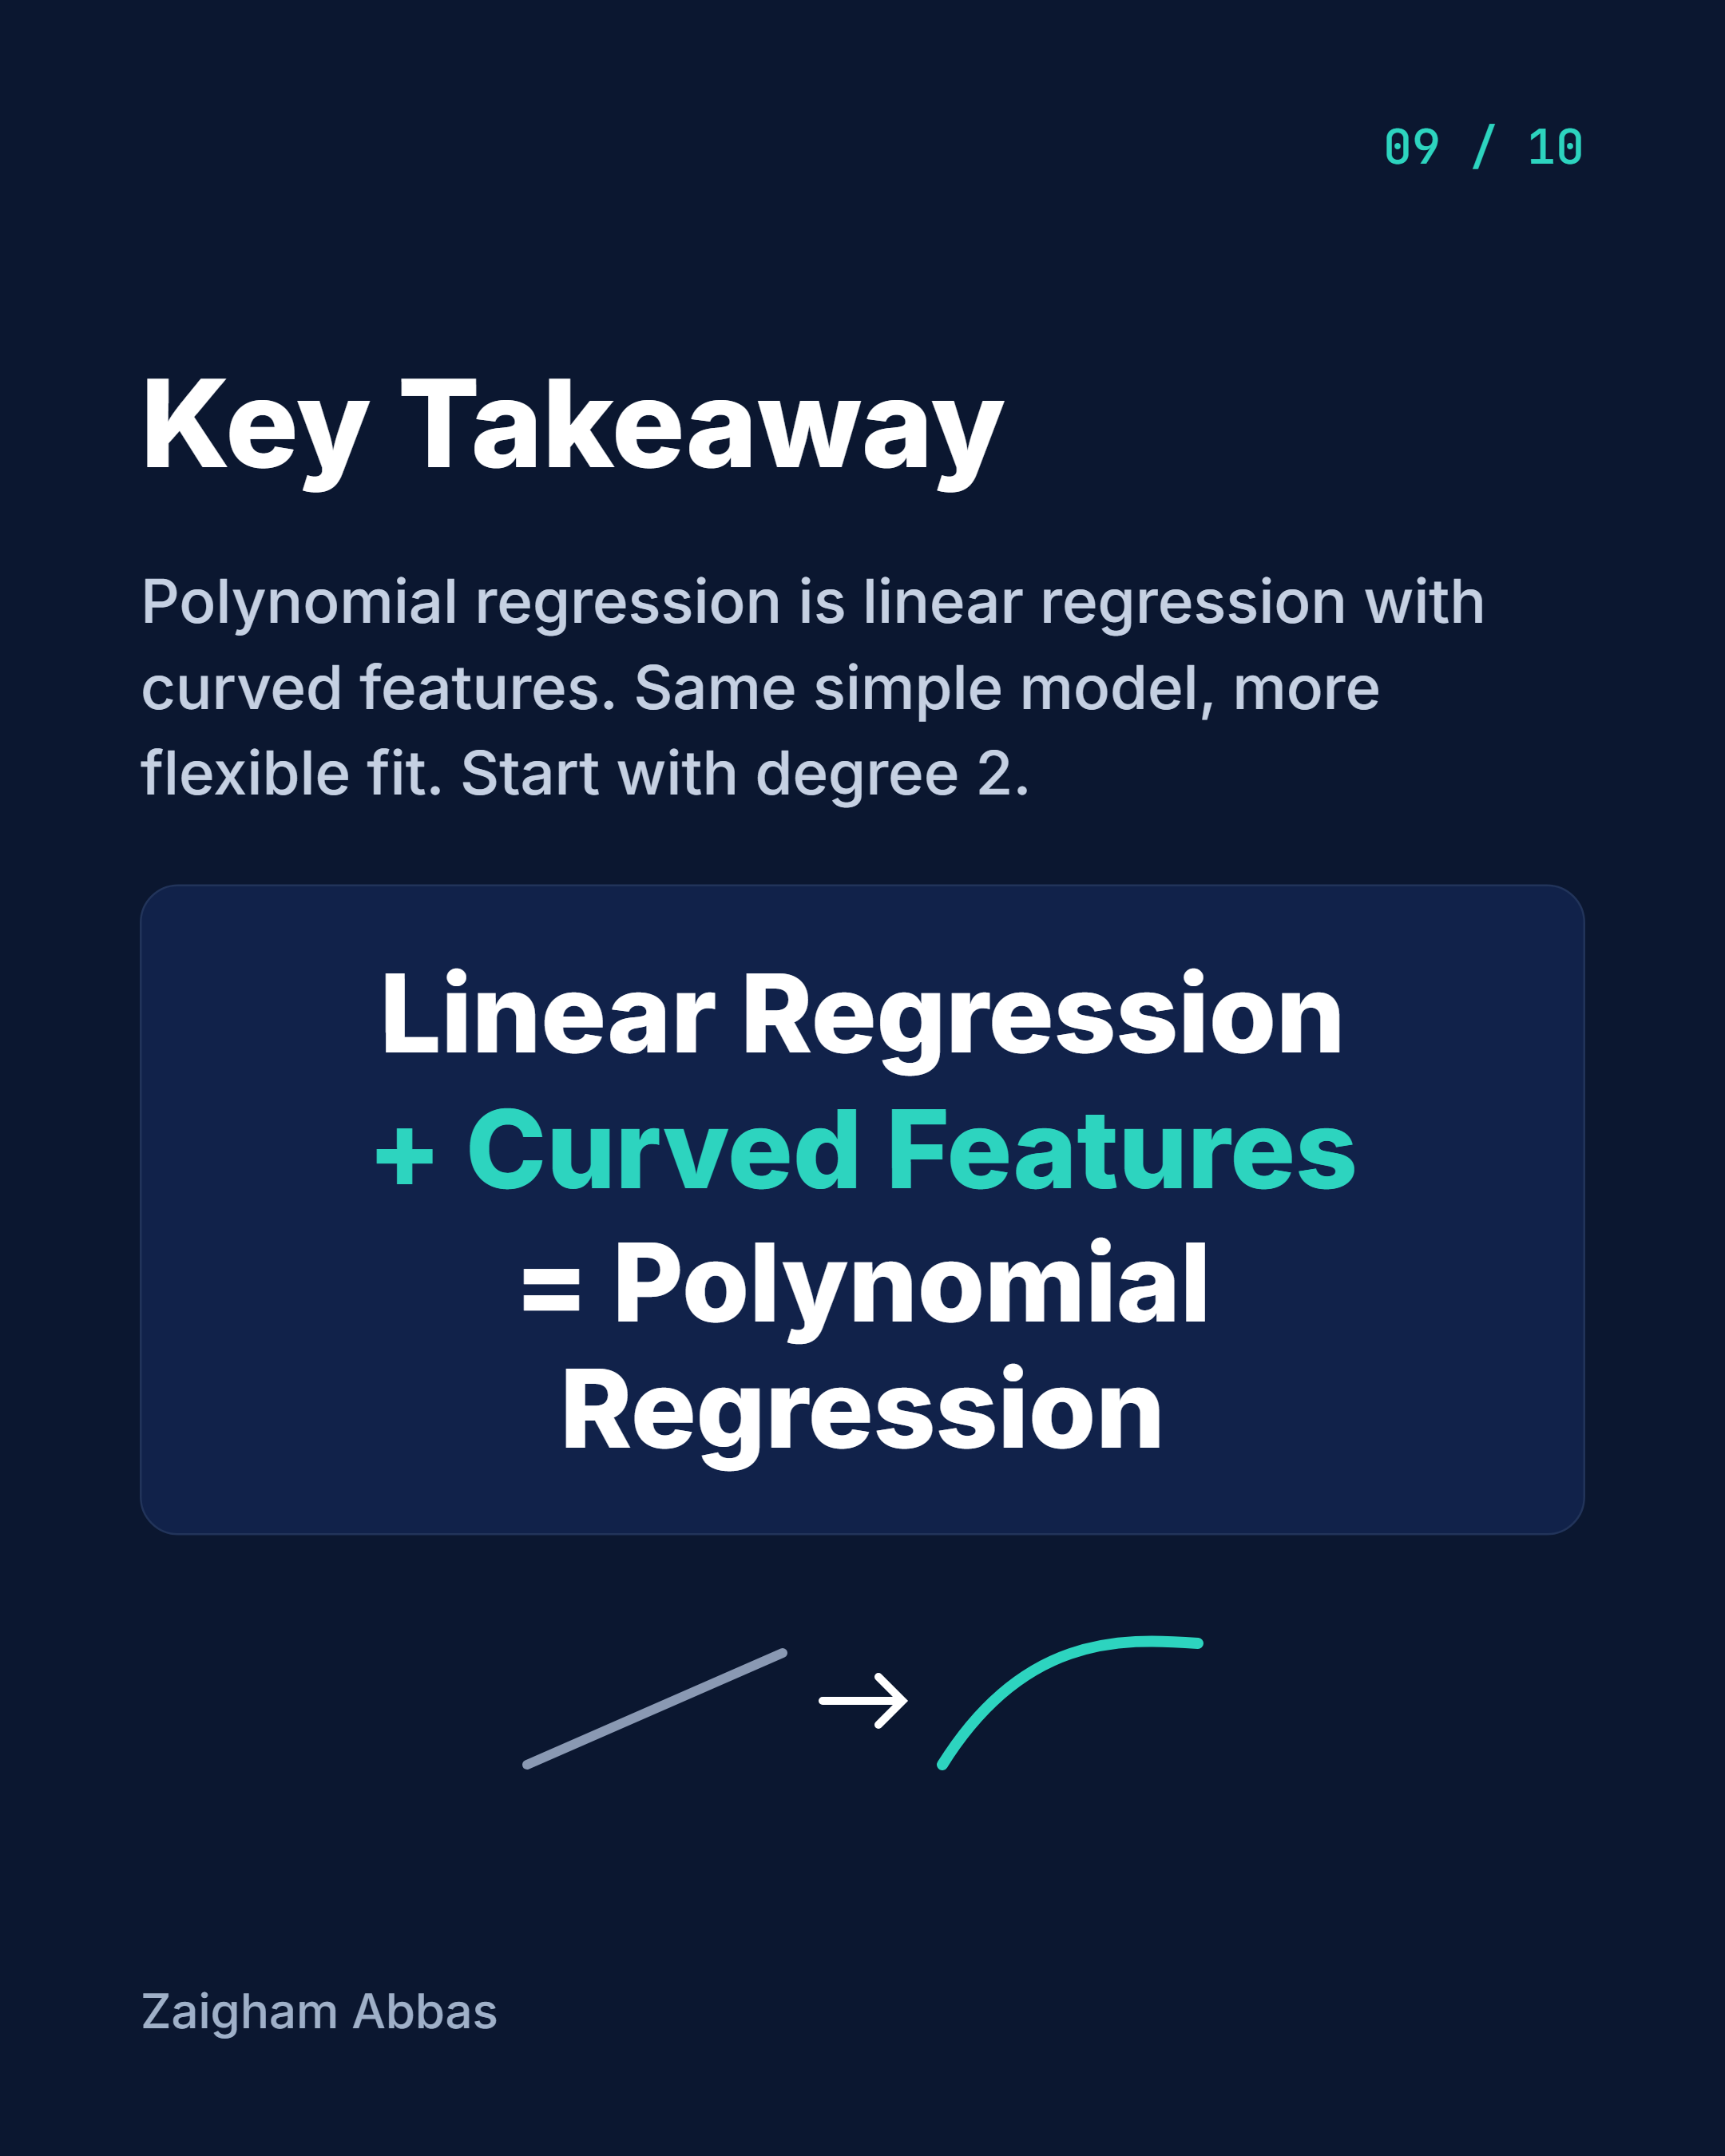 09 / 10
Key Takeaway
Polynomial regression is linear regression with
curved features. Same simple model, more
flexible fit. Start with degree 2.
Linear Regression
+ Curved Features
= Polynomial
Regression
Zaigham Abbas